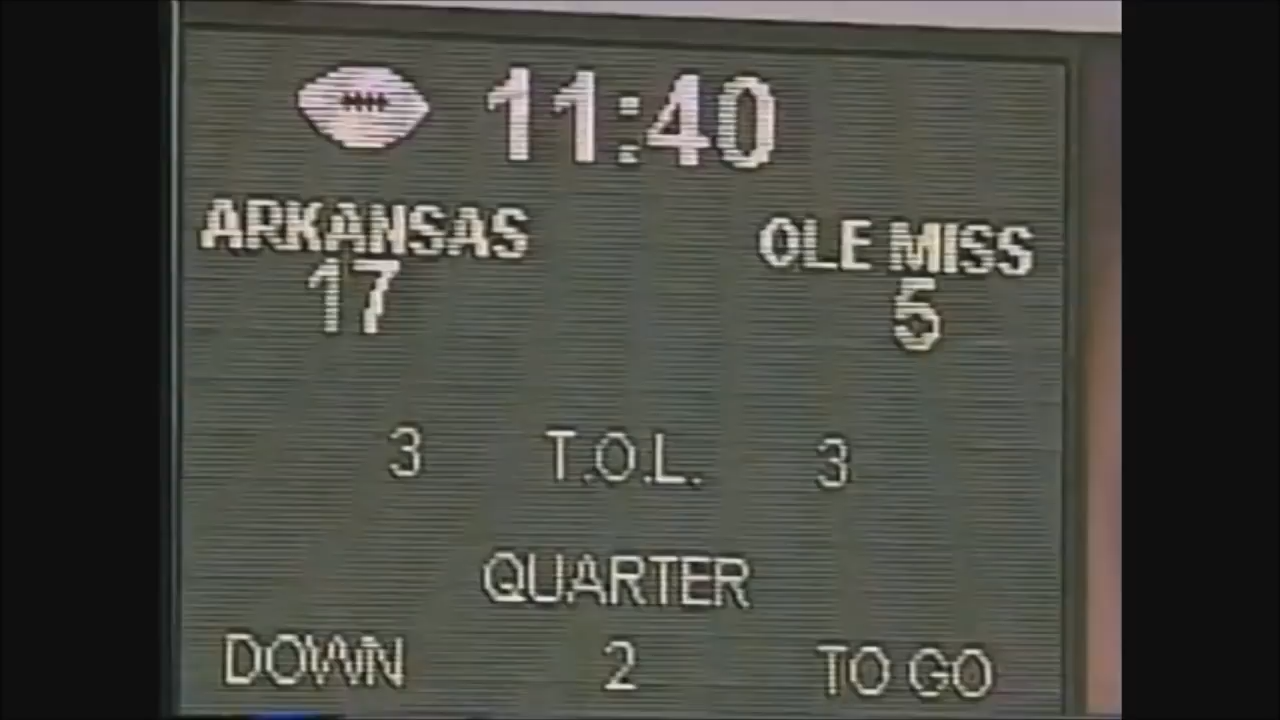 11:40
ARKANSAS OLE MISS
17 5
3 T.O.L. 3
QUARTER
DOWN 2 TO GO